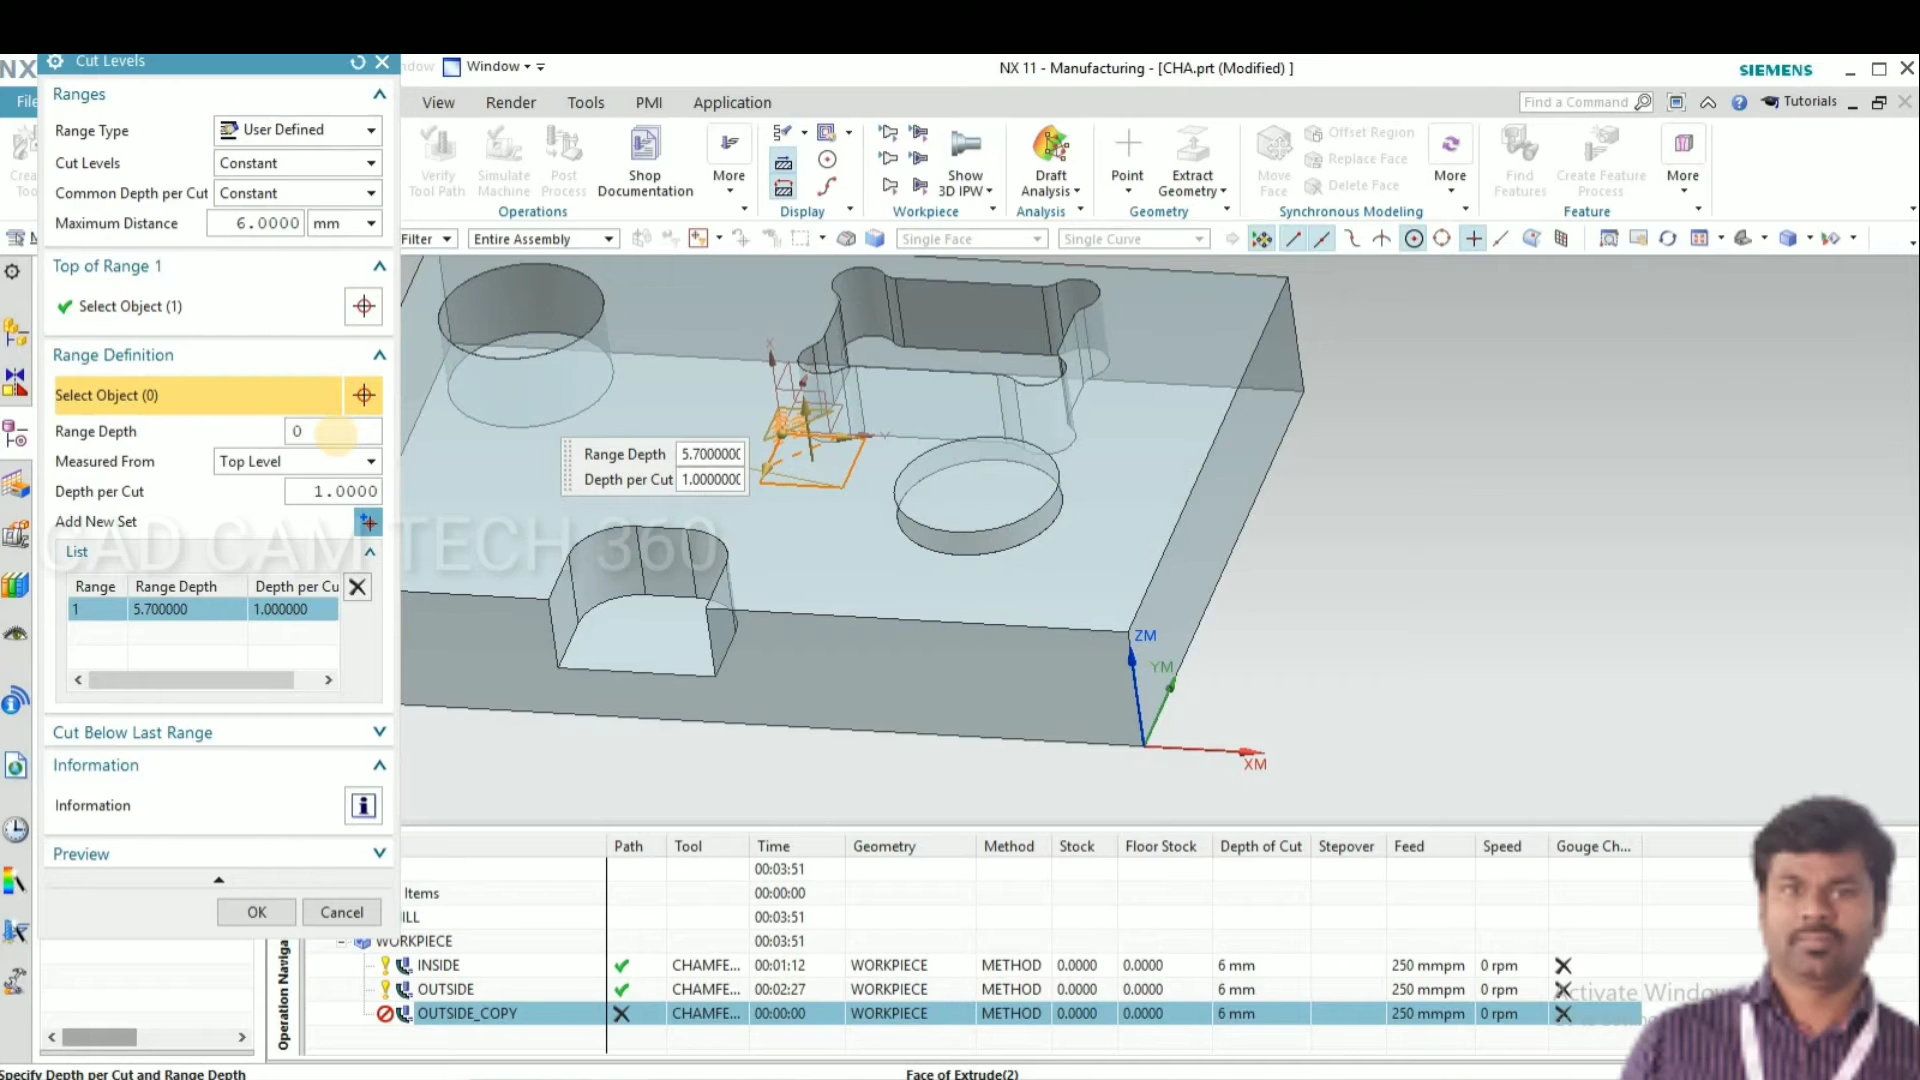 NX
Cut Levels
Window
NX 11 - Manufacturing - [CHA.prt (Modified) ]
SIEMENS
View
Render
Tools
PMI
Application
Find a Command
Tutorials
Ranges
Range Type
User Defined
Cut Levels
Constant
Common Depth per Cut
Constant
Maximum Distance
6.0000
mm
Verify
Tool Path
Simulate
Machine
Post
Process
Shop
Documentation
More
Operations
Display
Show
3D IPW
Workpiece
Draft
Analysis
Analysis
Point
Extract
Geometry
Geometry
Move
Face
Offset Region
Replace Face
Delete Face
More
Synchronous Modeling
Find
Features
Create Feature
Process
More
Feature
Filter
Entire Assembly
Single Face
Single Curve
Top of Range 1
Select Object (1)
Range Definition
Select Object (0)
Range Depth
0
Measured From
Top Level
Depth per Cut
1.0000
Add New Set
List
Range
Range Depth
Depth per Cu
1
5.700000
1.000000
Cut Below Last Range
Information
Information
Preview
OK
Cancel
X
Y
Range Depth
5.700000
Depth per Cut
1.000000
CAD CAM TECH 360
ZM
YM
XM
Path
Tool
Time
Geometry
Method
Stock
Floor Stock
Depth of Cut
Stepover
Feed
Speed
Gouge Ch...
00:03:51
Items
00:00:00
ILL
00:03:51
WORKPIECE
00:03:51
INSIDE
CHAMFE...
00:01:12
WORKPIECE
METHOD
0.0000
0.0000
6 mm
250 mmpm
0 rpm
OUTSIDE
CHAMFE...
00:02:27
WORKPIECE
METHOD
0.0000
0.0000
6 mm
250 mmpm
0 rpm
OUTSIDE_COPY
CHAMFE...
00:00:00
WORKPIECE
METHOD
0.0000
0.0000
6 mm
250 mmpm
0 rpm
Operation Naviga
Activate Window
Specify Depth per Cut and Range Depth
Face of Extrude(2)